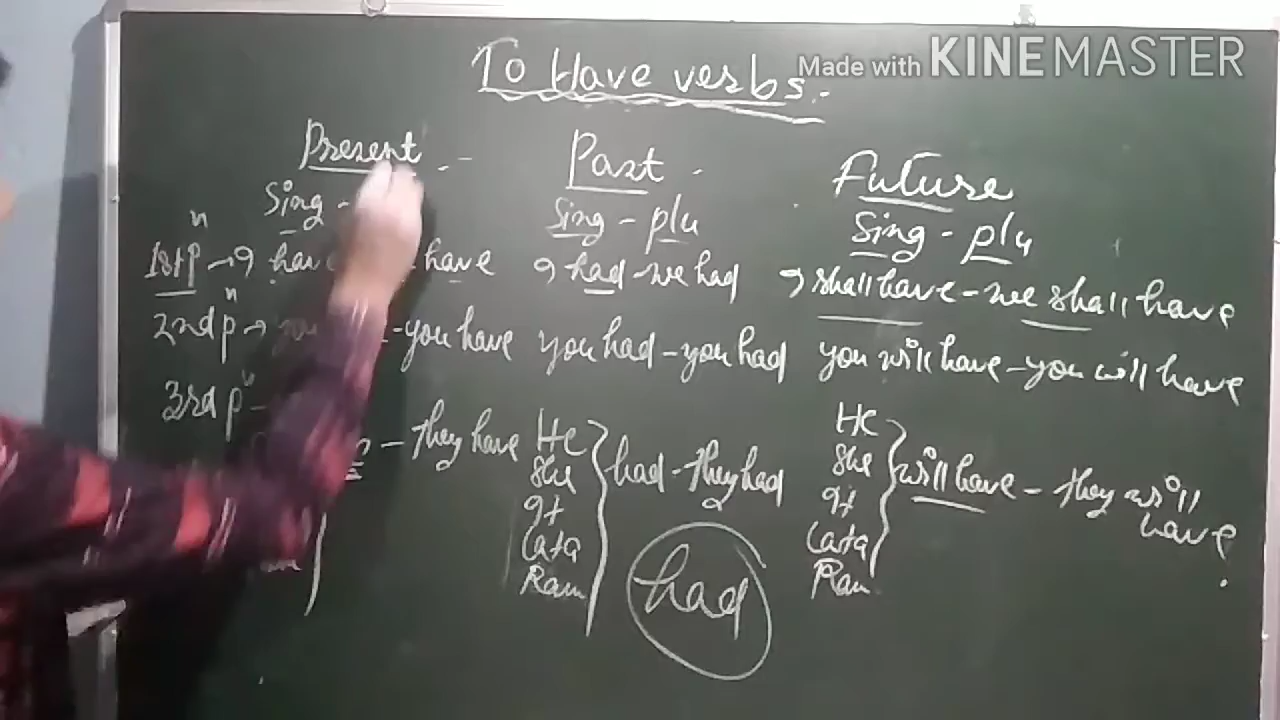 To Have verbs.
Made with KINEMASTER
Present - Past - Future
Sing - Sing - plu Sing - plu
1st p → I have have I had - we had I shall have - we shall have
2nd p → - you have you had - you had you will have - you will have
3rd p -
- They have He had - They had He will have - they will have
She She
It It
Lata Lata
Ram Ram
had